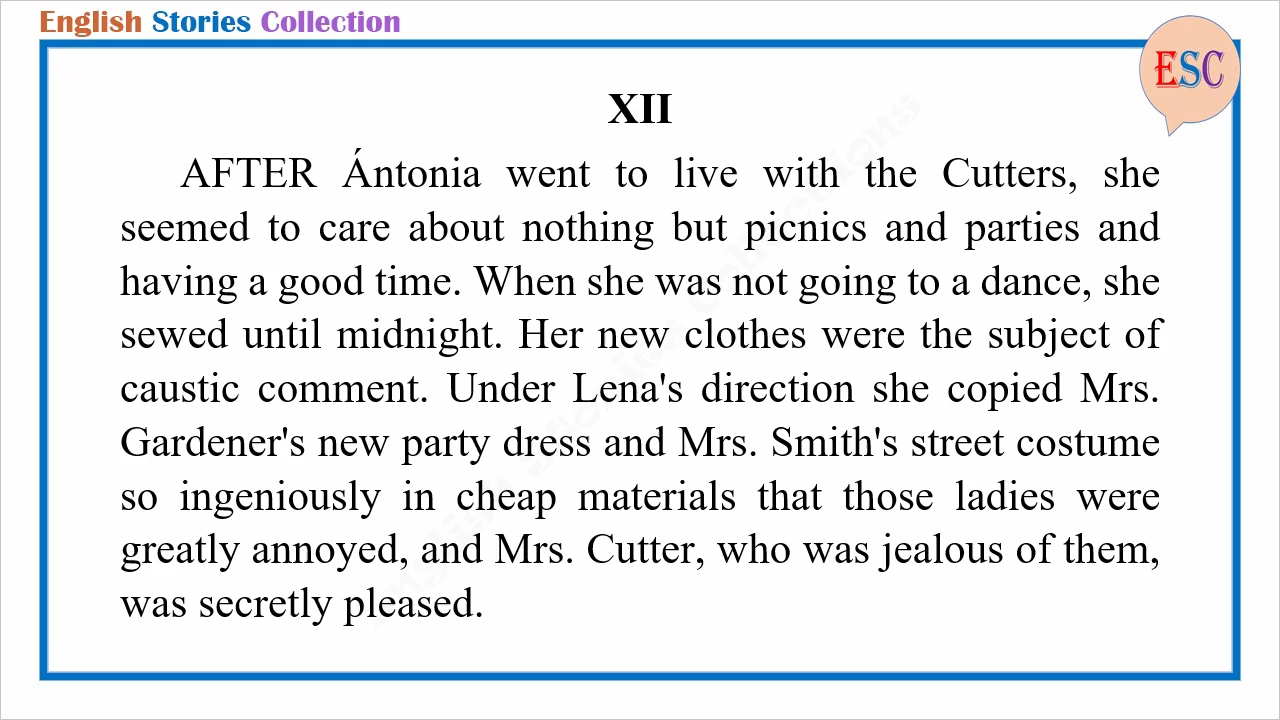 English Stories Collection
ESC
XII
AFTER Ántonia went to live with the Cutters, she
seemed to care about nothing but picnics and parties and
having a good time. When she was not going to a dance, she
sewed until midnight. Her new clothes were the subject of
caustic comment. Under Lena's direction she copied Mrs.
Gardener's new party dress and Mrs. Smith's street costume
so ingeniously in cheap materials that those ladies were
greatly annoyed, and Mrs. Cutter, who was jealous of them,
was secretly pleased.